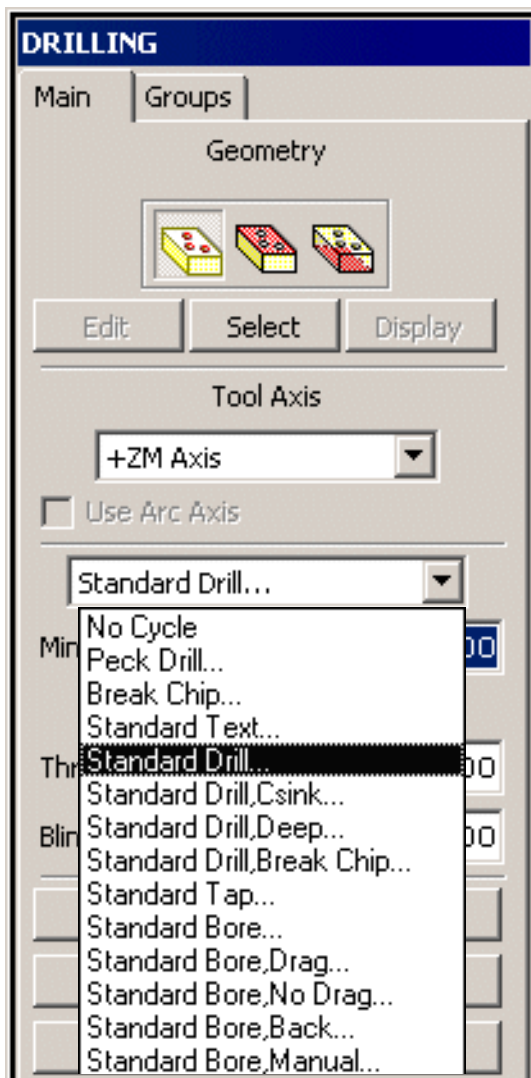 DRILLING
Main Groups
Geometry
Edit Select Display
Tool Axis
+ZM Axis
Use Arc Axis
Standard Drill...
No Cycle
Peck Drill...
Break Chip...
Standard Text...
Standard Drill...
Standard Drill,Csink...
Standard Drill,Deep...
Standard Drill,Break Chip...
Standard Tap...
Standard Bore...
Standard Bore,Drag...
Standard Bore,No Drag...
Standard Bore,Back...
Standard Bore,Manual...